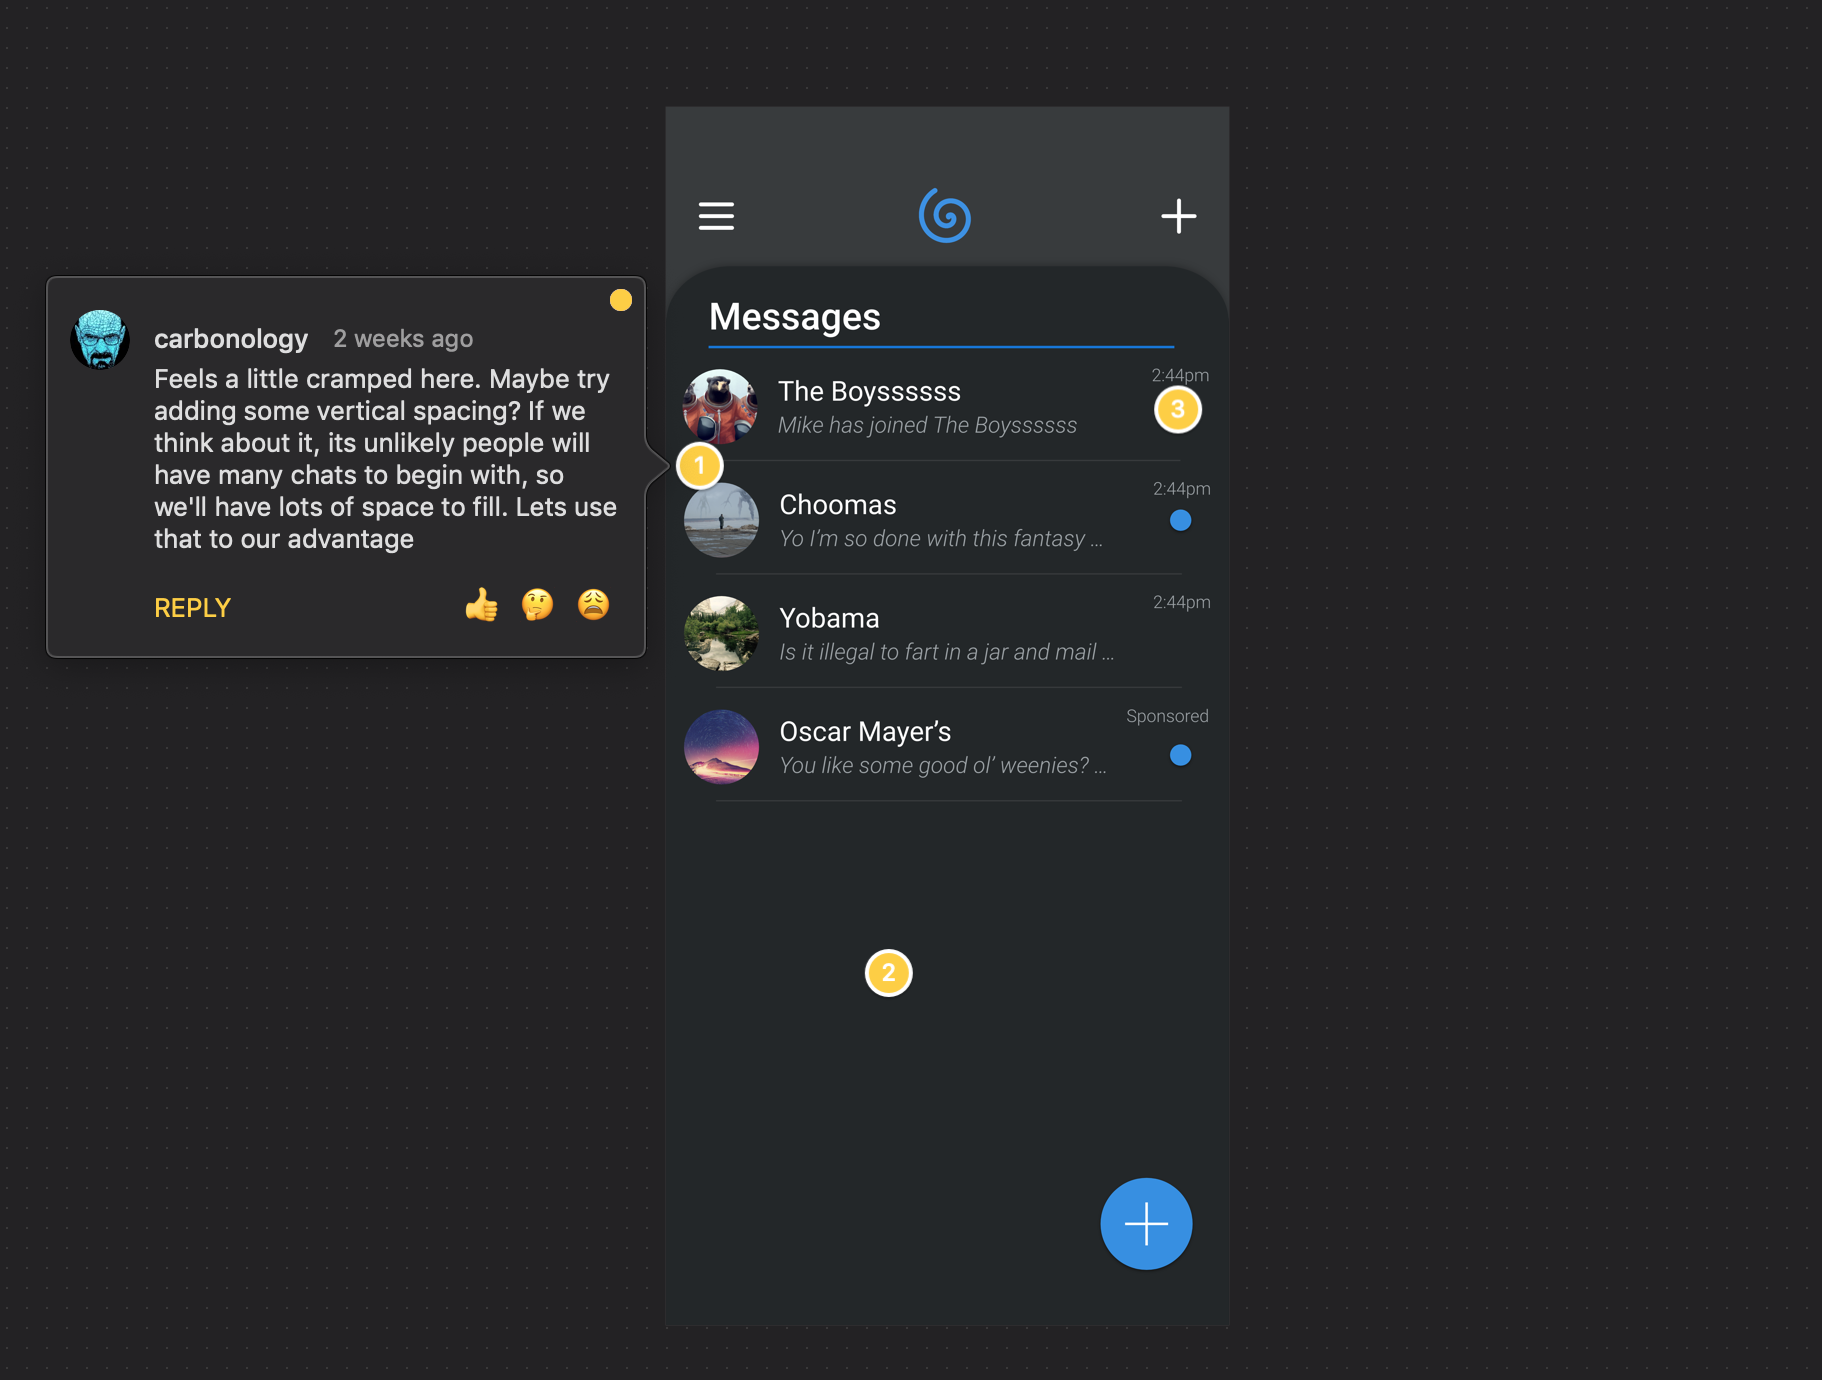 carbonology 2 weeks ago
Feels a little cramped here. Maybe try
adding some vertical spacing? If we
think about it, its unlikely people will
have many chats to begin with, so
we'll have lots of space to fill. Lets use
that to our advantage
REPLY
Messages
The Boyssssss
2:44pm
Mike has joined The Boyssssss
3
1
Choomas
2:44pm
Yo I’m so done with this fantasy ...
Yobama
2:44pm
Is it illegal to fart in a jar and mail ...
Oscar Mayer’s
Sponsored
You like some good ol’ weenies? ...
2